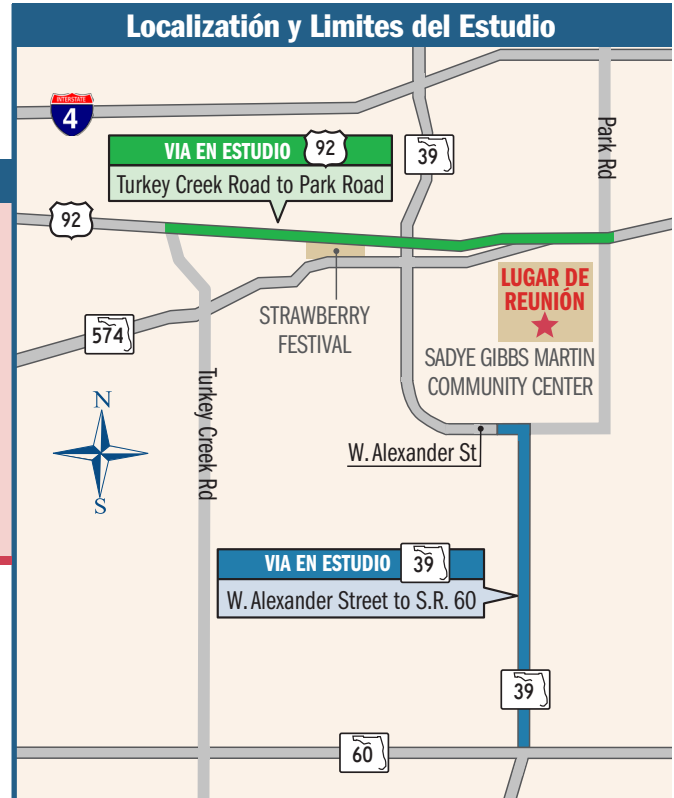 Localizatión y Limites del Estudio
INTERSTATE
4
VIA EN ESTUDIO 92
Turkey Creek Road to Park Road
39
Park Rd
92
STRAWBERRY
FESTIVAL
LUGAR DE
REUNIÓN
SADYE GIBBS MARTIN
COMMUNITY CENTER
574
Turkey Creek Rd
N
S
W. Alexander St
VIA EN ESTUDIO 39
W. Alexander Street to S.R. 60
39
60